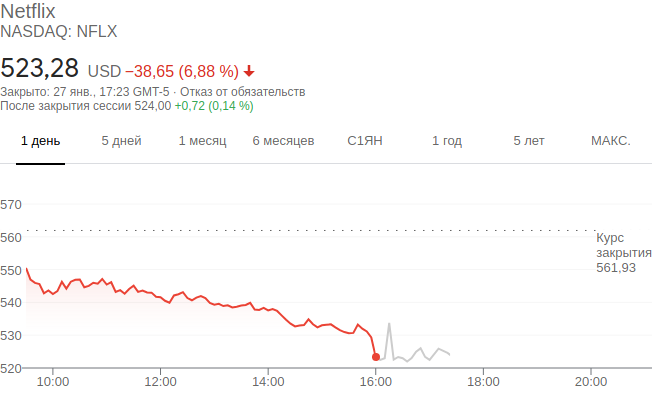 Netflix
NASDAQ: NFLX
523,28 USD −38,65 (6,88 %)
Закрыто: 27 янв., 17:23 GMT-5 · Отказ от обязательств
После закрытия сессии 524,00 +0,72 (0,14 %)
1 день 5 дней 1 месяц 6 месяцев С1ЯН 1 год 5 лет МАКС.
570
560
Курс
закрытия
561,93
550
540
530
520
10:00 12:00 14:00 16:00 18:00 20:00